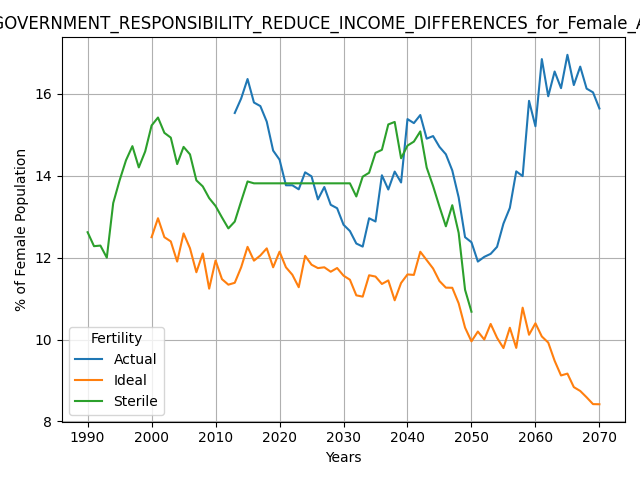 GOVERNMENT_RESPONSIBILITY_REDUCE_INCOME_DIFFERENCES_for_Female_A
16
14
12
10
8
% of Female Population
Fertility
Actual
Ideal
Sterile
1990 2000 2010 2020 2030 2040 2050 2060 2070
Years